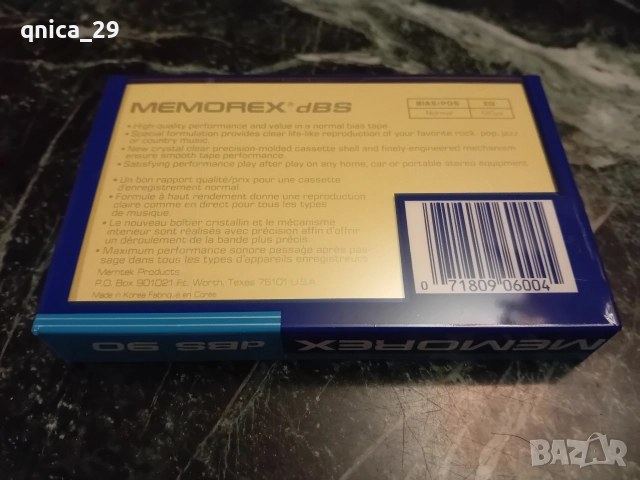 qnica_29
MEMOREX® dBS
BIAS/POS
Normal
• High-quality performance and value in a normal bias tape
• Special formulation provides clear life-like reproduction of your favorite rock, pop, jazz
or country music.
• New crystal clear precision-molded cassette shell and finely-engineered mechanism
ensure smooth tape performance.
• Satisfying performance play after play on any home, car or portable stereo equipment
• Un bon rapport qualité/prix pour une cassette
d'enregistrement normal
• Formule à haut rendement donne une reproduction
claire comme en direct pour tous les types
de musique.
• Le nouveau boîtier cristallin et le mécanisme
interieur sont réalisés avec précision afin d'offrir
un déroulement de la bande plus précis
• Maximum performance sonore passage après pas-
sage dans tous les types d'appareils enregistreurs
Memtek Products
P.O. Box 901021 Ft. Worth, Texas 76101 U.S.A.
Made in Korea Fabriqué en Corée
0 71809 06004
dBS 90
MEMOREX
BAZAR